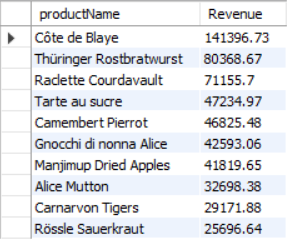 productName Revenue
Côte de Blaye 141396.73
Thüringer Rostbratwurst 80368.67
Raclette Courdavault 71155.7
Tarte au sucre 47234.97
Camembert Pierrot 46825.48
Gnocchi di nonna Alice 42593.06
Manjimup Dried Apples 41819.65
Alice Mutton 32698.38
Carnarvon Tigers 29171.88
Rössle Sauerkraut 25696.64